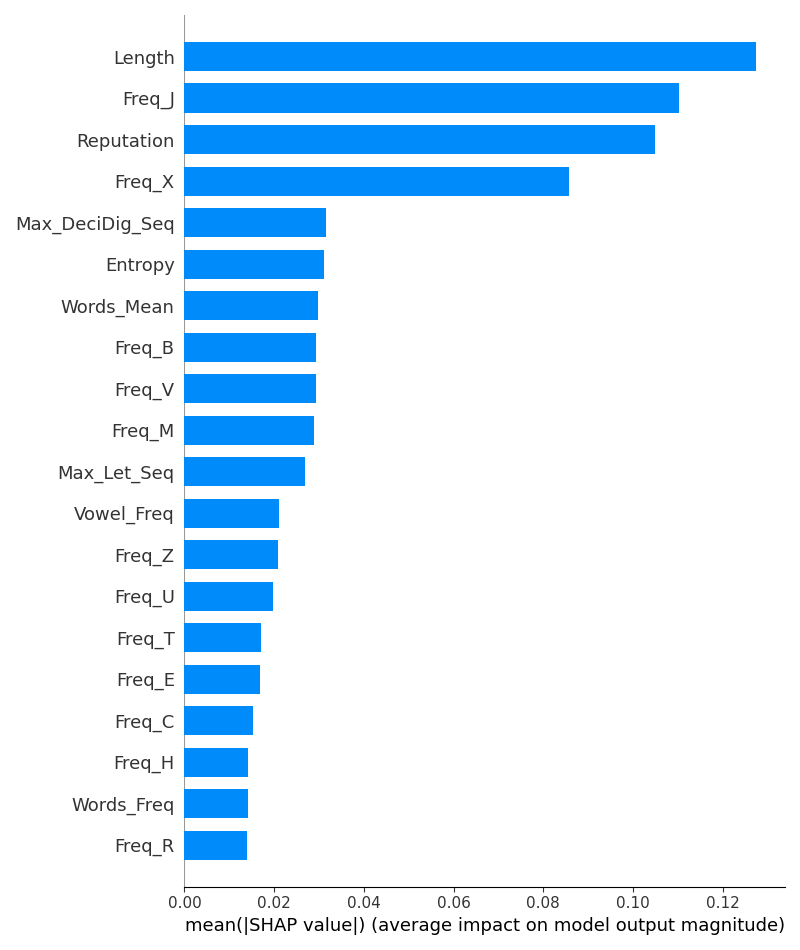 Length
Freq_J
Reputation
Freq_X
Max_DeciDig_Seq
Entropy
Words_Mean
Freq_B
Freq_V
Freq_M
Max_Let_Seq
Vowel_Freq
Freq_Z
Freq_U
Freq_T
Freq_E
Freq_C
Freq_H
Words_Freq
Freq_R
0.00 0.02 0.04 0.06 0.08 0.10 0.12
mean(|SHAP value|) (average impact on model output magnitude)